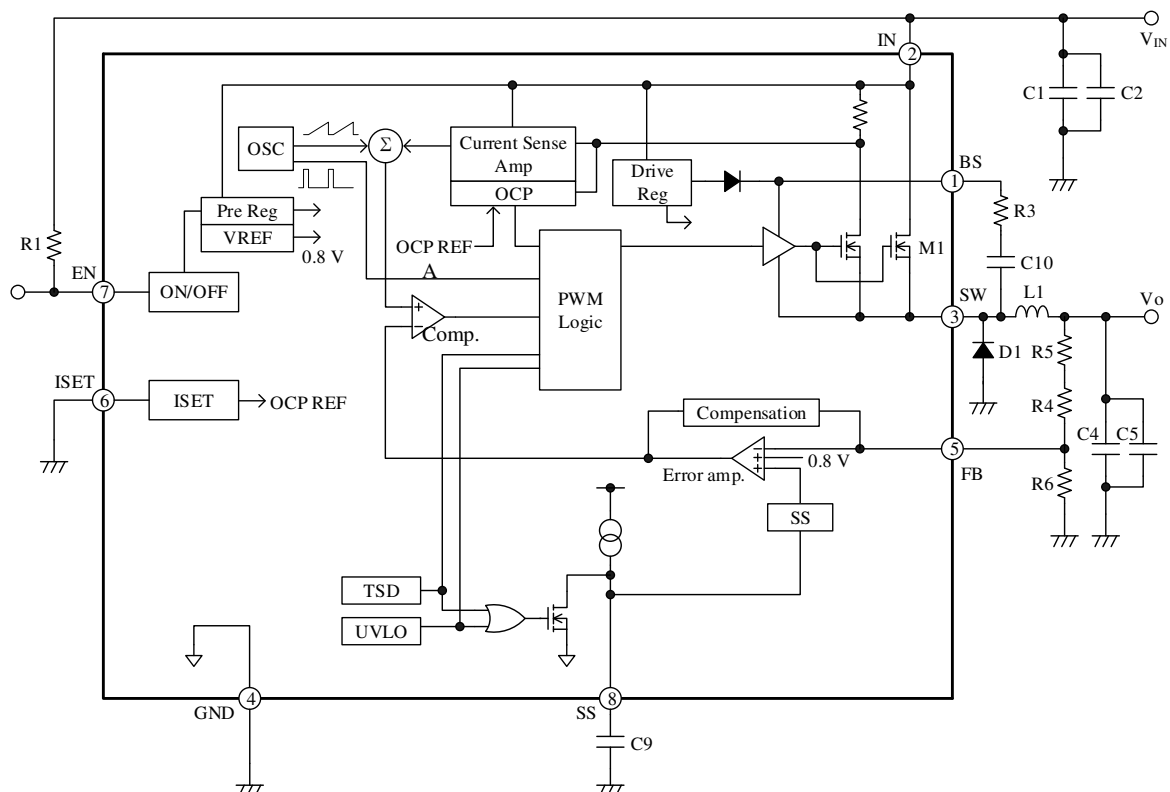 V_IN
IN
2
C1
C2
OSC
Σ
Current Sense
Amp
OCP
Drive
Reg
BS
1
R3
Pre Reg
VREF
0.8 V
OCP REF
R1
A
M1
C10
EN
7
ON/OFF
PWM
Logic
SW
3
L1
Vo
+
−
Comp.
D1
R5
ISET
6
ISET
OCP REF
R4
Compensation
C4
C5
−
+
+
0.8 V
Error amp.
5
FB
R6
SS
TSD
UVLO
4
GND
8
SS
C9